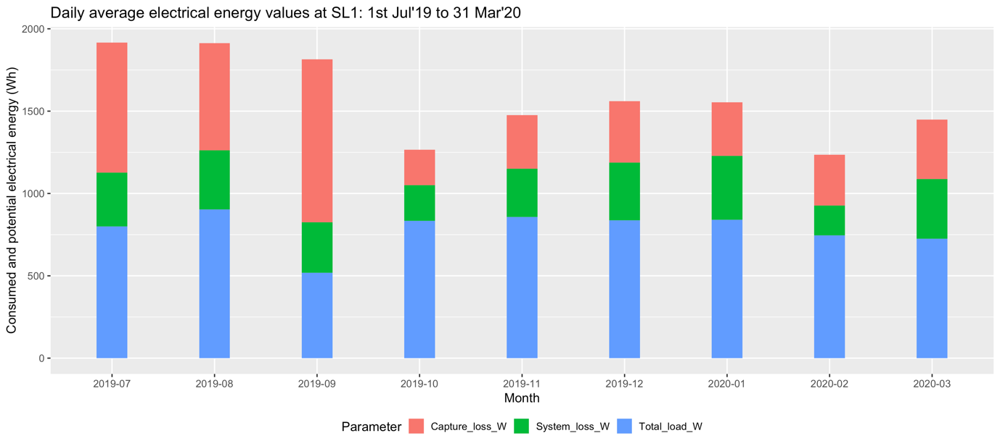 Daily average electrical energy values at SL1: 1st Jul'19 to 31 Mar'20
Consumed and potential electrical energy (Wh)
2000
1500
1000
500
0
2019-07 2019-08 2019-09 2019-10 2019-11 2019-12 2020-01 2020-02 2020-03
Month
Parameter Capture_loss_W System_loss_W Total_load_W